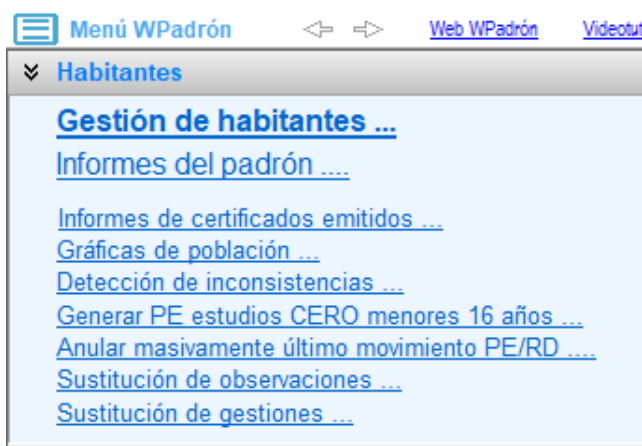 Menú WPadrón Web WPadrón
Habitantes
Gestión de habitantes ...
Informes del padrón ....
Informes de certificados emitidos ...
Gráficas de población ...
Detección de inconsistencias ...
Generar PE estudios CERO menores 16 años ...
Anular masivamente último movimiento PE/RD ....
Sustitución de observaciones ...
Sustitución de gestiones ...